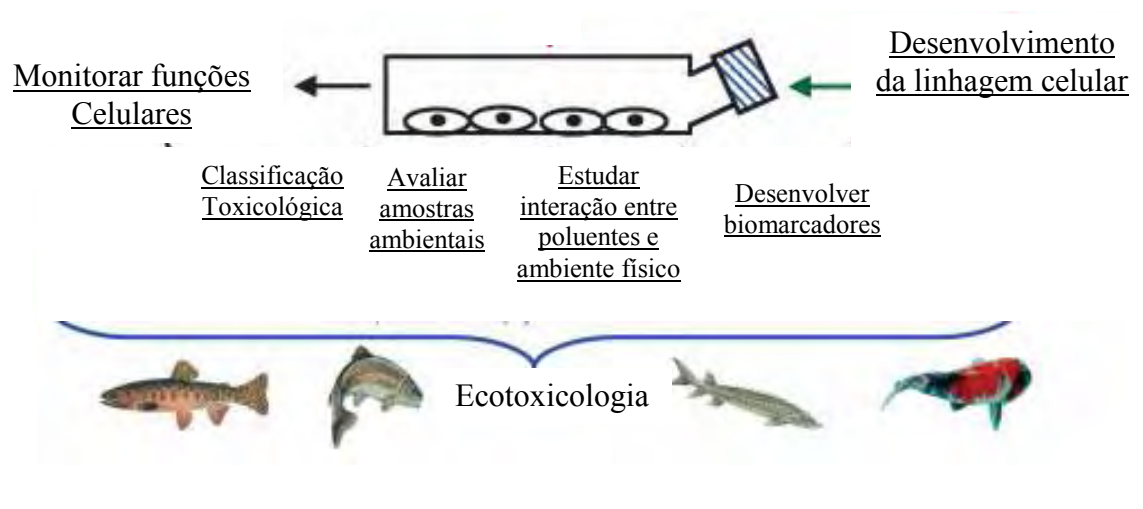 Monitorar funções
Celulares
Desenvolvimento
da linhagem celular
Classificação
Toxicológica
Avaliar
amostras
ambientais
Estudar
interação entre
poluentes e
ambiente físico
Desenvolver
biomarcadores
Ecotoxicologia